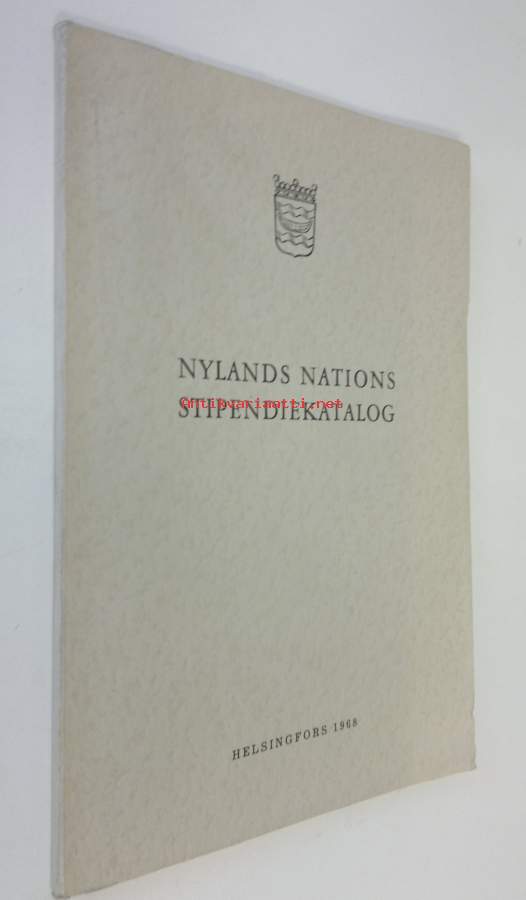 NYLANDS NATIONS
STIPENDIEKATALOG
Antikvariaatti.net
HELSINGFORS 1968